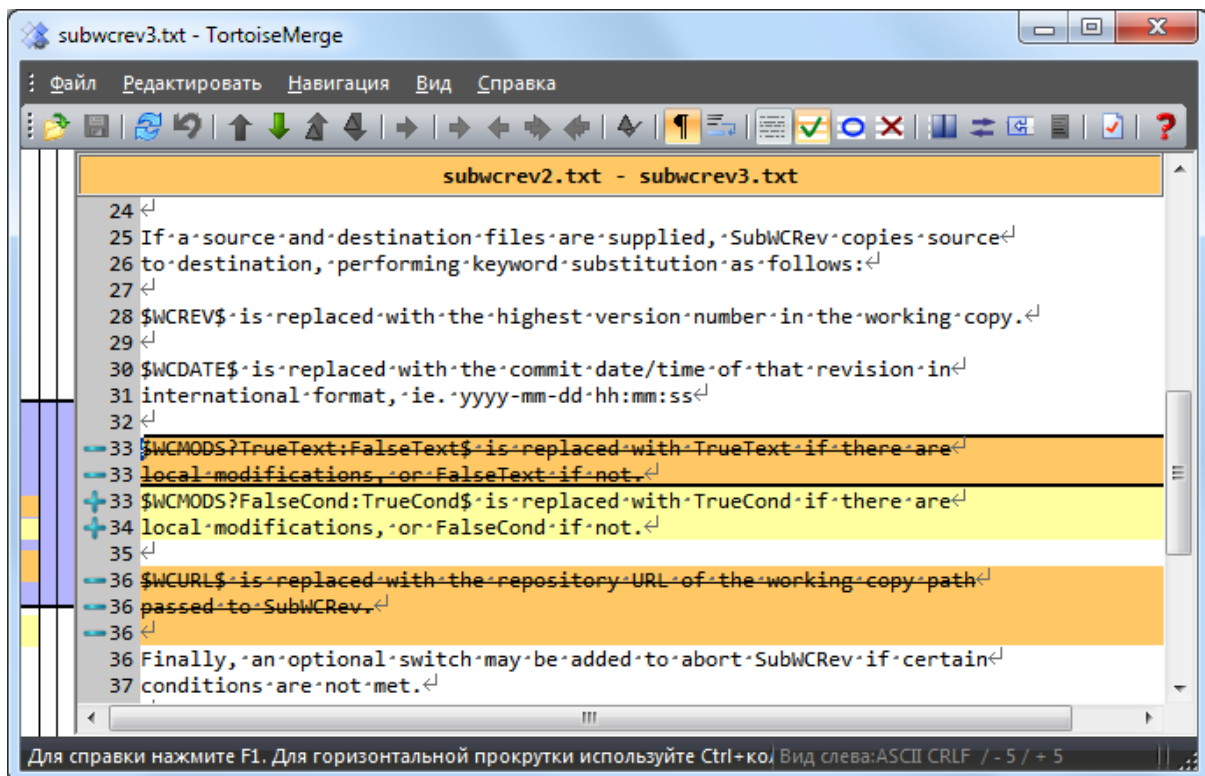 subwcrev3.txt - TortoiseMerge
Файл Редактировать Навигация Вид Справка
subwcrev2.txt - subwcrev3.txt
24
25 If a source and destination files are supplied, SubWCRev copies source
26 to destination, performing keyword substitution as follows:
27
28 $WCREV$ is replaced with the highest version number in the working copy.
29
30 $WCDATE$ is replaced with the commit date/time of that revision in
31 international format, ie. yyyy-mm-dd hh:mm:ss
32
33 $WCMODS?TrueText:FalseText$ is replaced with TrueText if there are
33 local modifications, or FalseText if not.
33 $WCMODS?FalseCond:TrueCond$ is replaced with TrueCond if there are
34 local modifications, or FalseCond if not.
35
36 $WCURL$ is replaced with the repository URL of the working copy path
36 passed to SubWCRev.
36
36 Finally, an optional switch may be added to abort SubWCRev if certain
37 conditions are not met.
Для справки нажмите F1. Для горизонтальной прокрутки используйте Ctrl+кол Вид слева:ASCII CRLF / - 5 / + 5